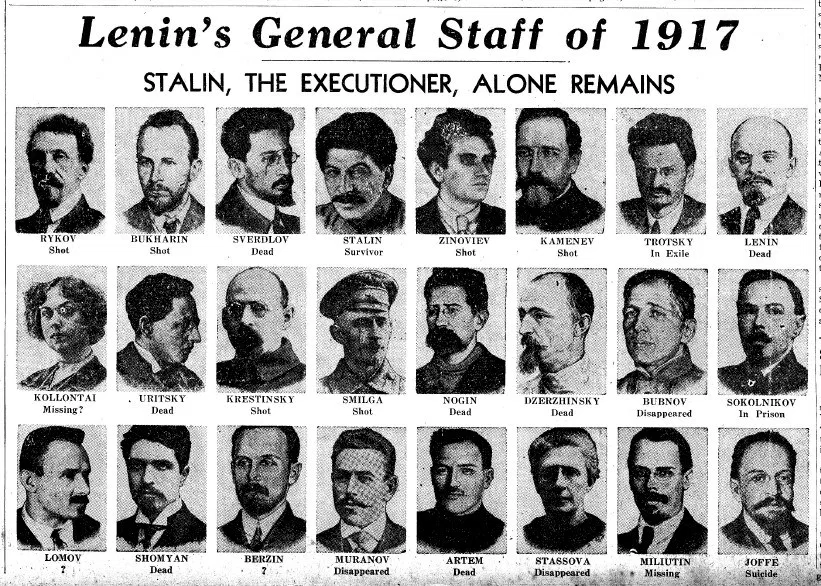 Lenin's General Staff of 1917
STALIN, THE EXECUTIONER, ALONE REMAINS
RYKOV BUKHARIN SVERDLOV STALIN ZINOVIEV KAMENEV TROTSKY LENIN
Shot Shot Dead Survivor Shot Shot In Exile Dead
KOLLONTAI URITSKY KRESTINSKY SMILGA NOGIN DZERZHINSKY BUBNOV SOKOLNIKOV
Missing? Dead Shot Shot Dead Dead Disappeared In Prison
LOMOV SHOMYAN BERZIN MURANOV ARTEM STASSOVA MILIUTIN JOFFE
? Dead ? Disappeared Dead Disappeared Missing Suicide